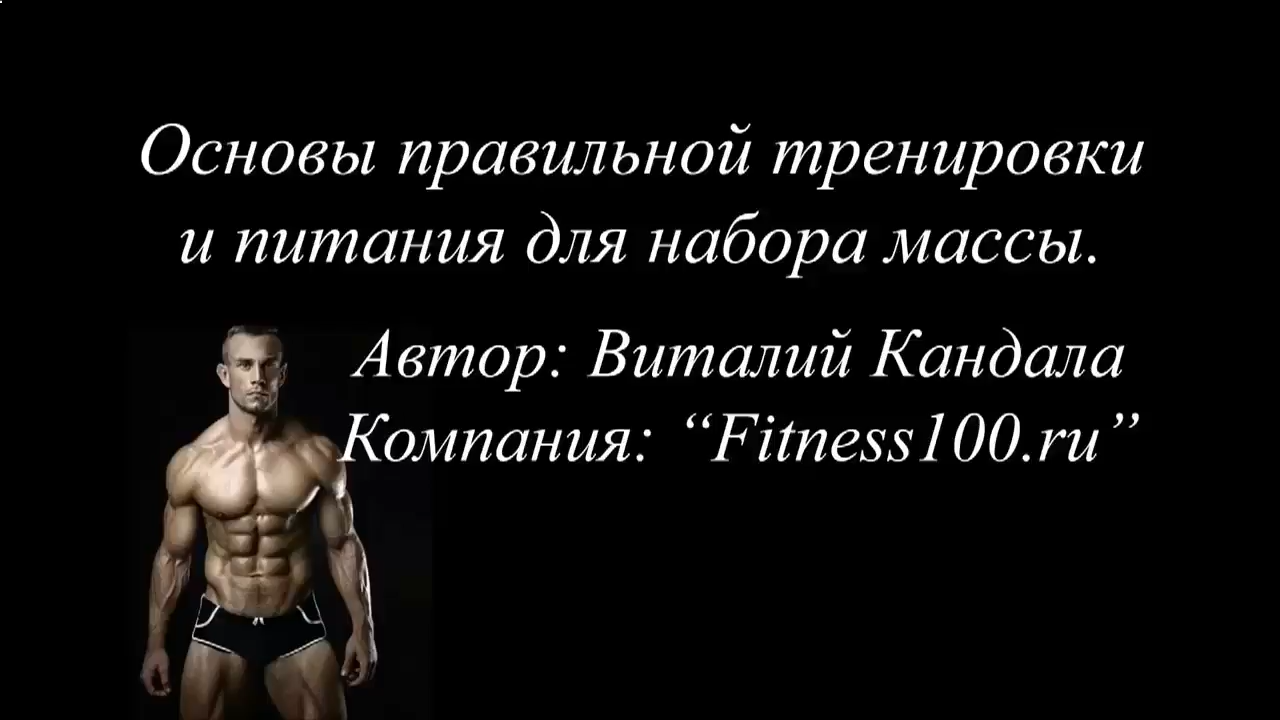 Основы правильной тренировки
и питания для набора массы.
Автор: Виталий Кандала
Компания: “Fitness100.ru”